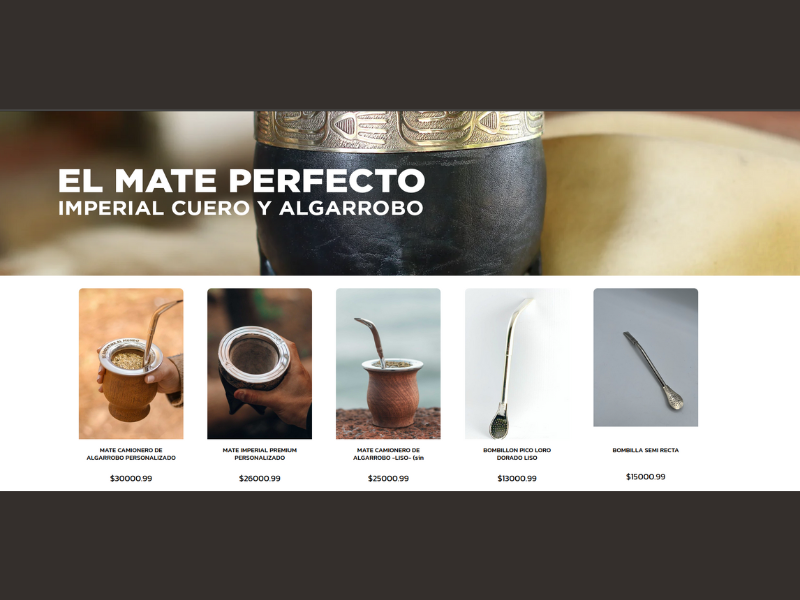 EL MATE PERFECTO
IMPERIAL CUERO Y ALGARROBO
MATE CAMIONERO DE
ALGARROBO PERSONALIZADO
$30000.99
MATE IMPERIAL PREMIUM
PERSONALIZADO
$26000.99
MATE CAMIONERO DE
ALGARROBO -LISO- (sin
$25000.99
BOMBILLON PICO LORO
DORADO LISO
$13000.99
BOMBILLA SEMI RECTA
$15000.99